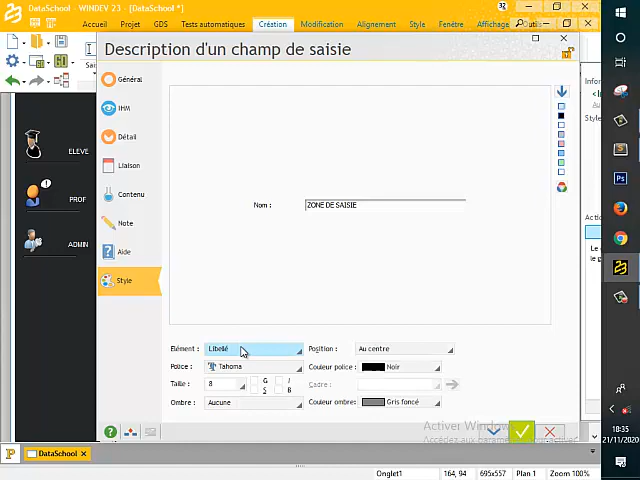 DataSchool - WINDEV 23 - [DataSchool *]
32
Accueil Projet GDS Tests automatiques Création Modification Alignement Style Fenêtre Affichage Outils
Description d'un champ de saisie
Général
IHM
Détail
Liaison
Contenu
Note
Aide
Style
ELEVE
PROF
ADMIN
Nom :
ZONE DE SAISIE
Elément : Libellé Position : Au centre
Police : Tahoma Couleur police : Noir
Taille : 8 G I S B Cadre :
Ombre : Aucune Couleur ombre : Gris foncé
Activer Windows
DataSchool
Onglet1 164, 94 695x557 Plan 1 Zoom 100%
18:35
21/11/2020